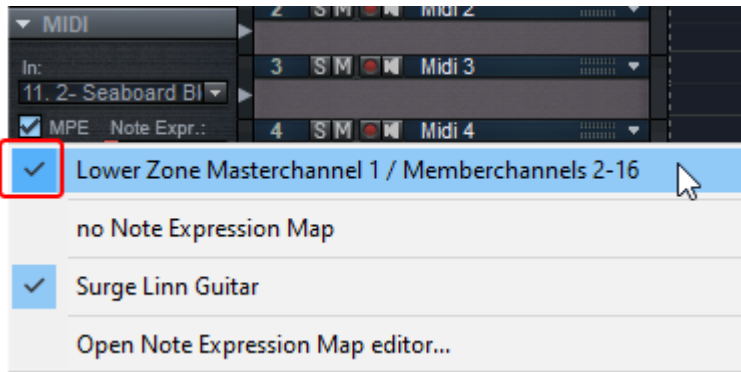 2 S M Midi 2
MIDI
In:
3 S M Midi 3
11. 2- Seaboard Bl
MPE Note Expr.:
4 S M Midi 4
Lower Zone Masterchannel 1 / Memberchannels 2-16
no Note Expression Map
Surge Linn Guitar
Open Note Expression Map editor...